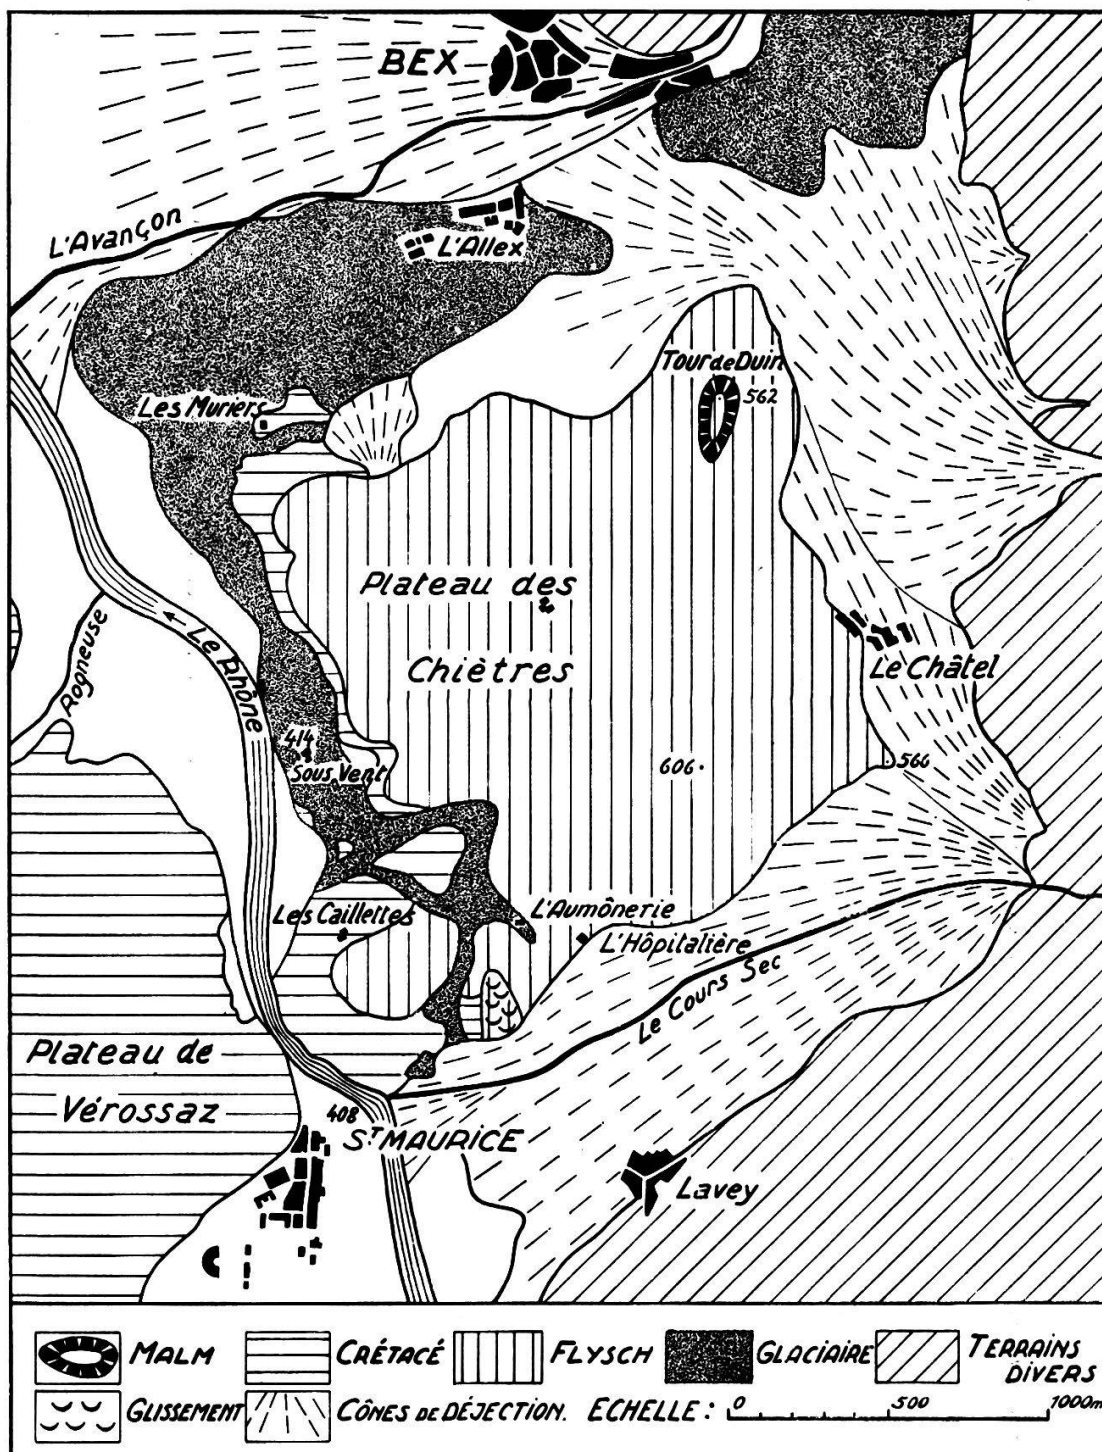 BEX
L'Avançon
L'Allex
Tour de Duin
562
Les Muriers
Plateau des
Chiètres
Rogneuse
Le Rhône
Le Châtel
414
Sous Vent
606.
566
Les Caillettes
L'Aumônerie
L'Hôpitalière
Le Cours Sec
Plateau de
Vérossaz
408
ST MAURICE
Lavey
MALM
CRÉTACÉ
FLYSCH
GLACIAIRE
TERRAINS
DIVERS
GLISSEMENT
CÔNES DE DÉJECTION.
ECHELLE : 0 500 1000m